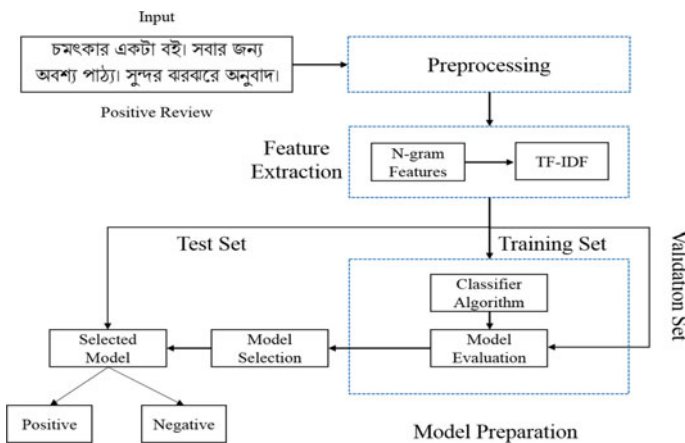 Input
চমৎকার একটা বই। সবার জন্য
অবশ্য পাঠ্য। সুন্দর ঝরঝরে অনুবাদ।
Positive Review
Preprocessing
Feature
Extraction
N-gram
Features
TF-IDF
Test Set
Training Set
Validation Set
Classifier
Algorithm
Selected
Model
Model
Selection
Model
Evaluation
Positive
Negative
Model Preparation